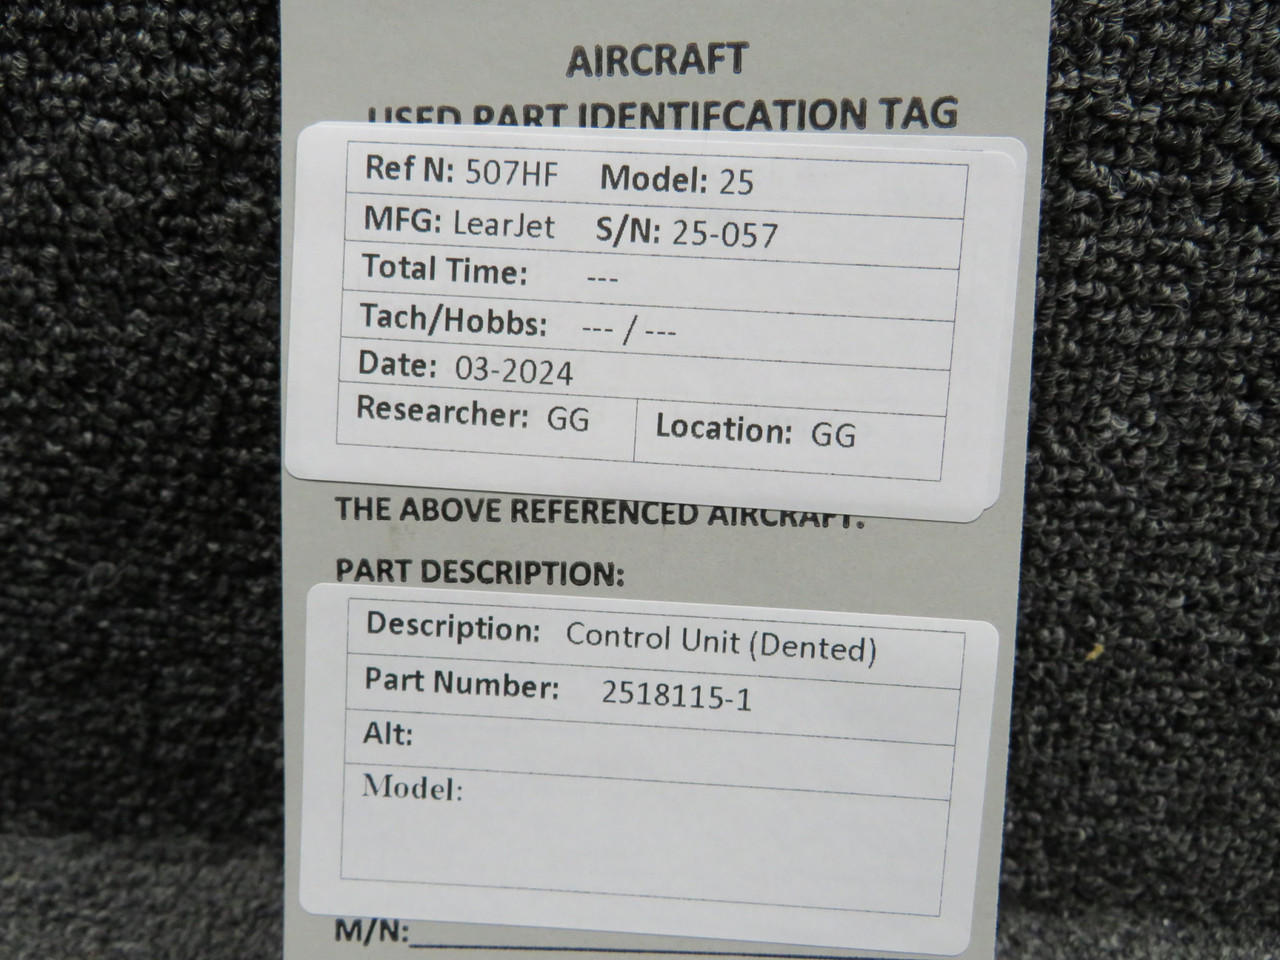 AIRCRAFT
USED PART IDENTIFCATION TAG
Ref N: 507HF Model: 25
MFG: LearJet S/N: 25-057
Total Time: ---
Tach/Hobbs: --- / ---
Date: 03-2024
Researcher: GG Location: GG
THE ABOVE REFERENCED AIRCRAFT.
PART DESCRIPTION:
Description: Control Unit (Dented)
Part Number: 2518115-1
Alt:
Model:
M/N: